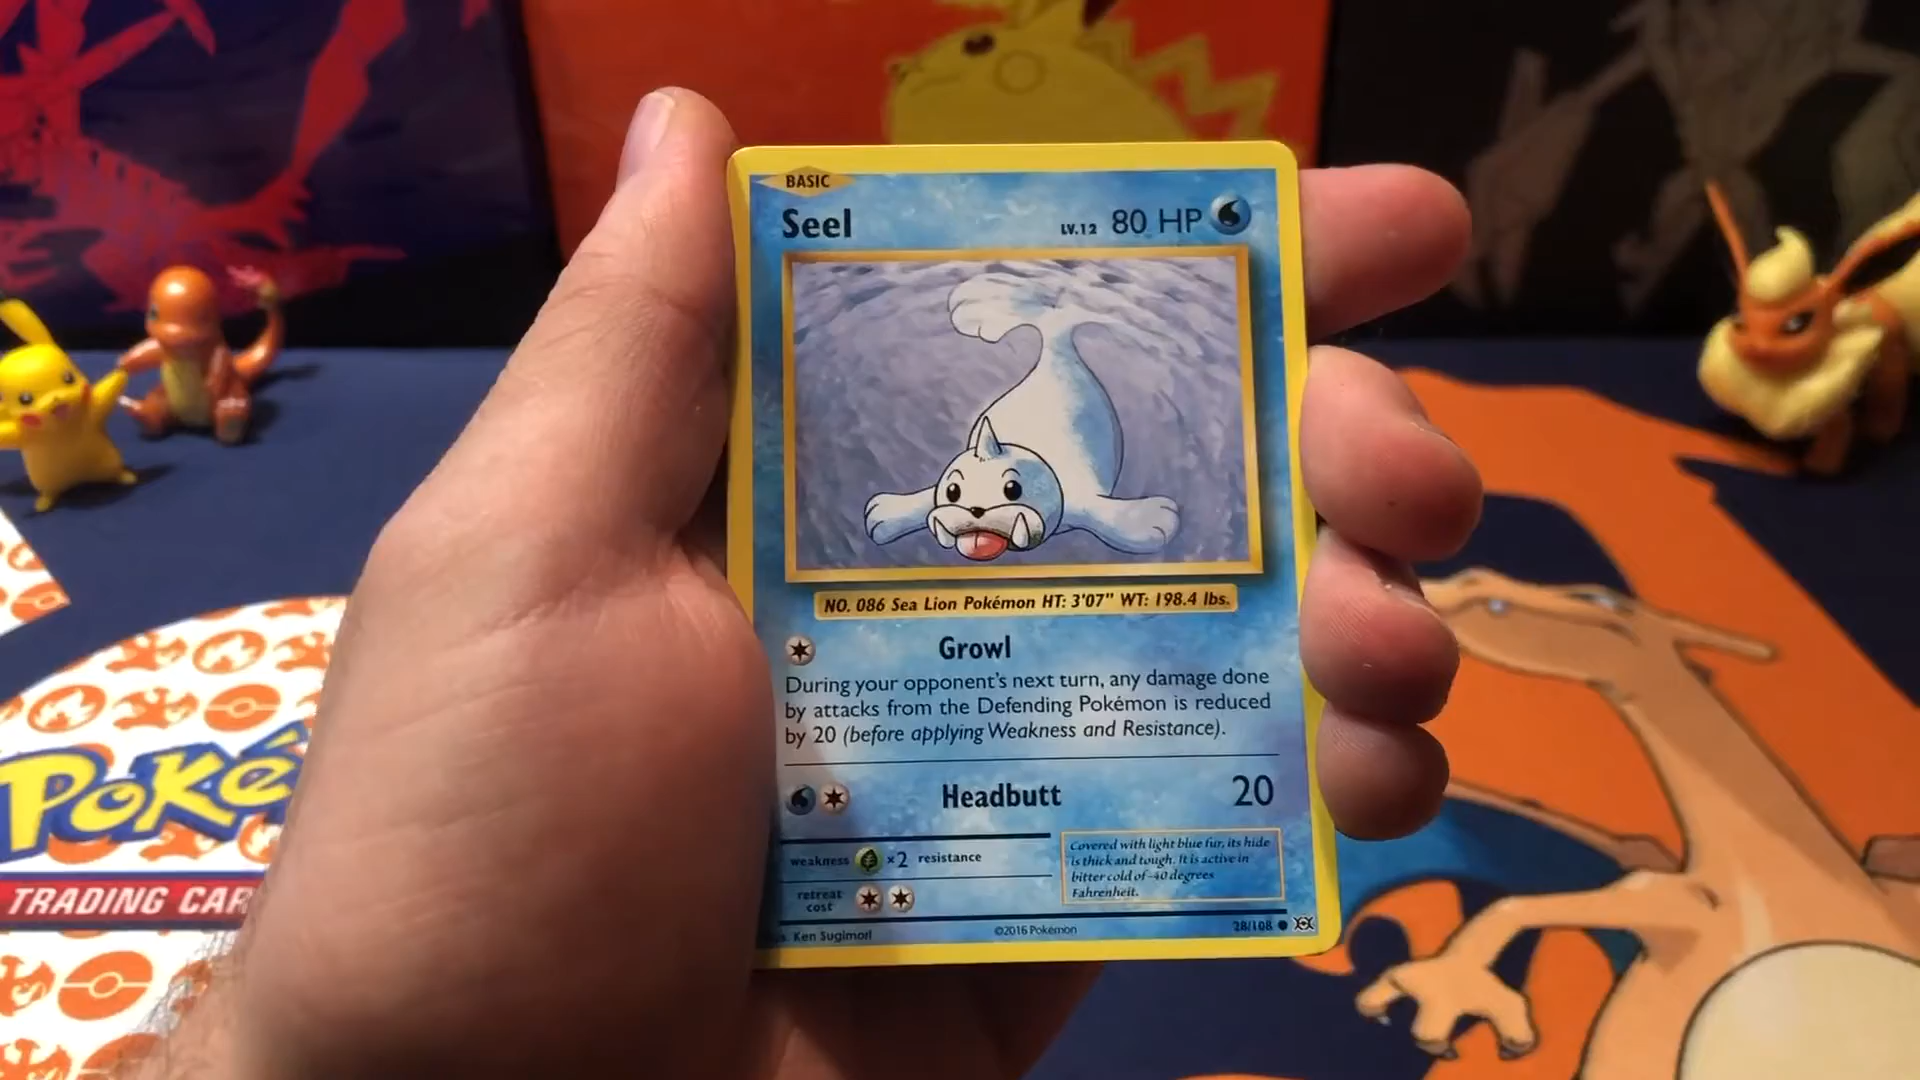 BASIC
Seel LV.12 80 HP
NO. 086 Sea Lion Pokémon HT: 3'07" WT: 198.4 lbs.
Growl
During your opponent's next turn, any damage done
by attacks from the Defending Pokémon is reduced
by 20 (before applying Weakness and Resistance).
Headbutt 20
weakness ×2 resistance
retreat
cost
Covered with light blue fur, its hide
is thick and tough. It is active in
bitter cold of -40 degrees
Fahrenheit.
Ken Sugimori
©2016 Pokémon
28/108
Poké
TRADING CAR